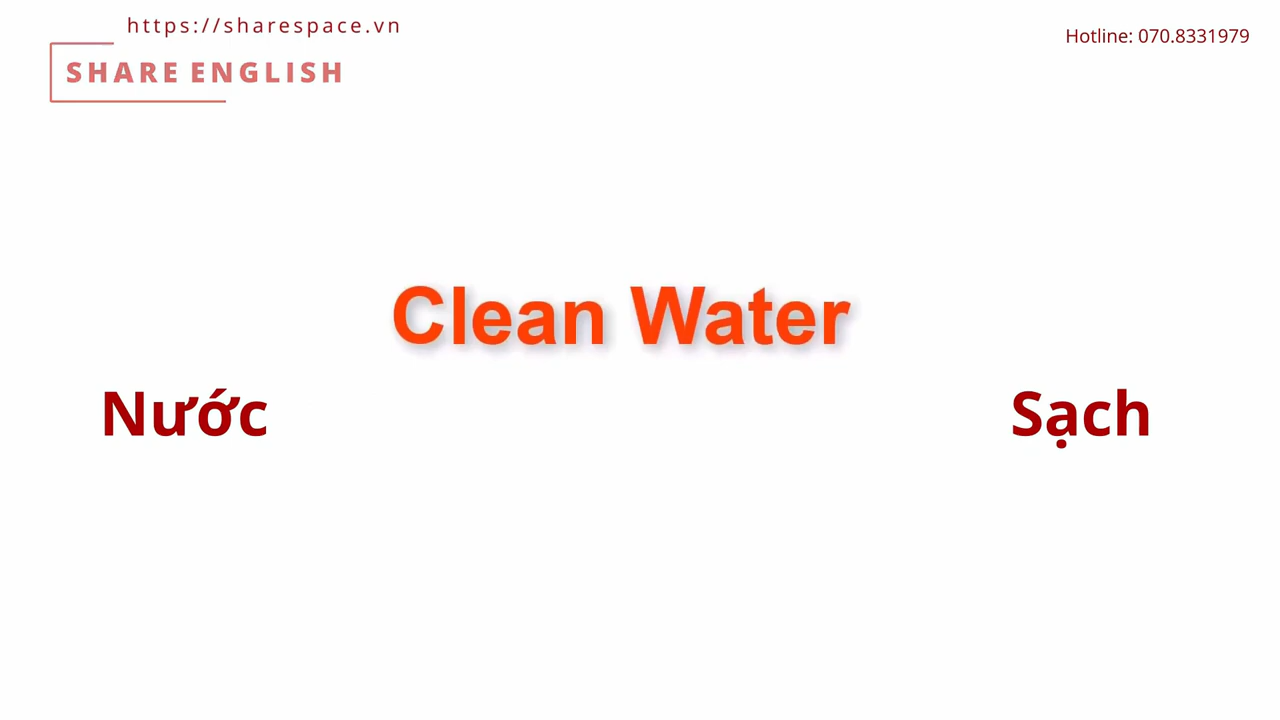 https://sharespace.vn
Hotline: 070.8331979
SHARE ENGLISH
Clean Water
Nước Sạch